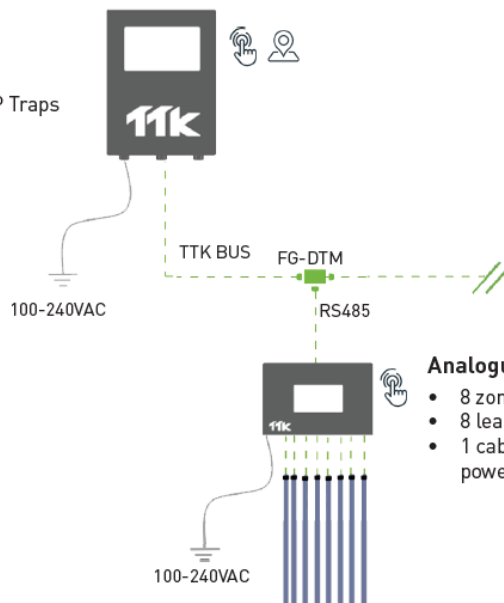 P Traps
TTK
TTK BUS
FG-DTM
100-240VAC
RS485
Analogu
• 8 zon
• 8 lea
• 1 cab
powe
TTK
100-240VAC